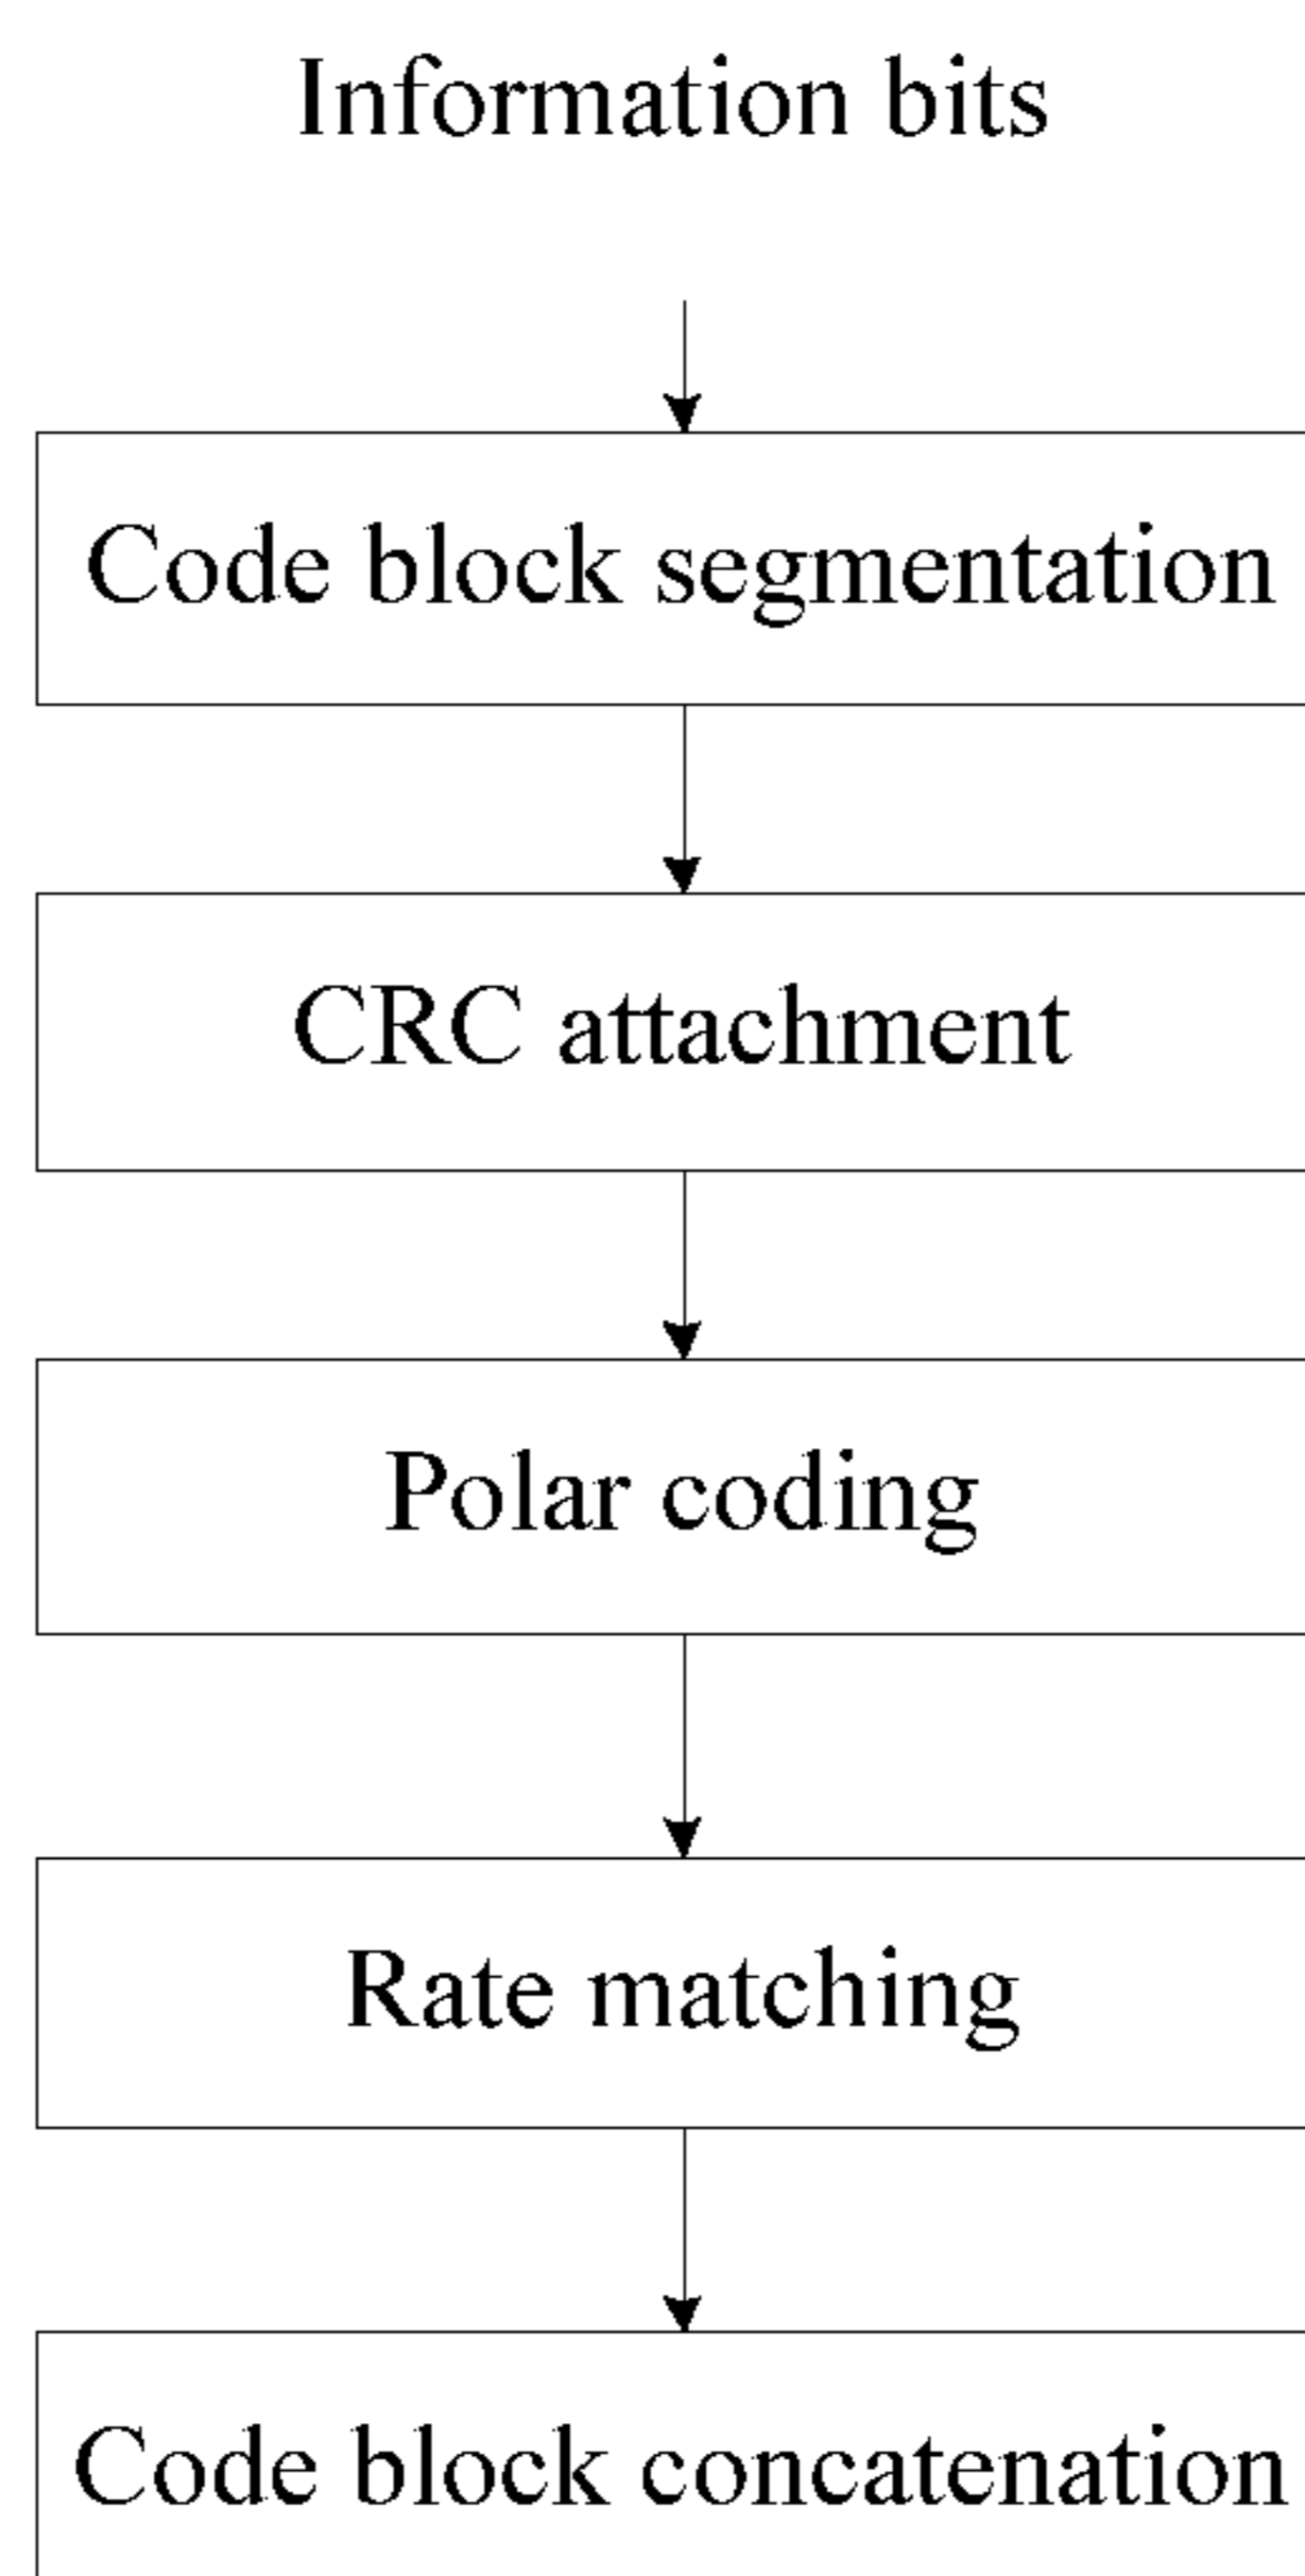 Information bits
Code block segmentation
CRC attachment
Polar coding
Rate matching
Code block concatenation